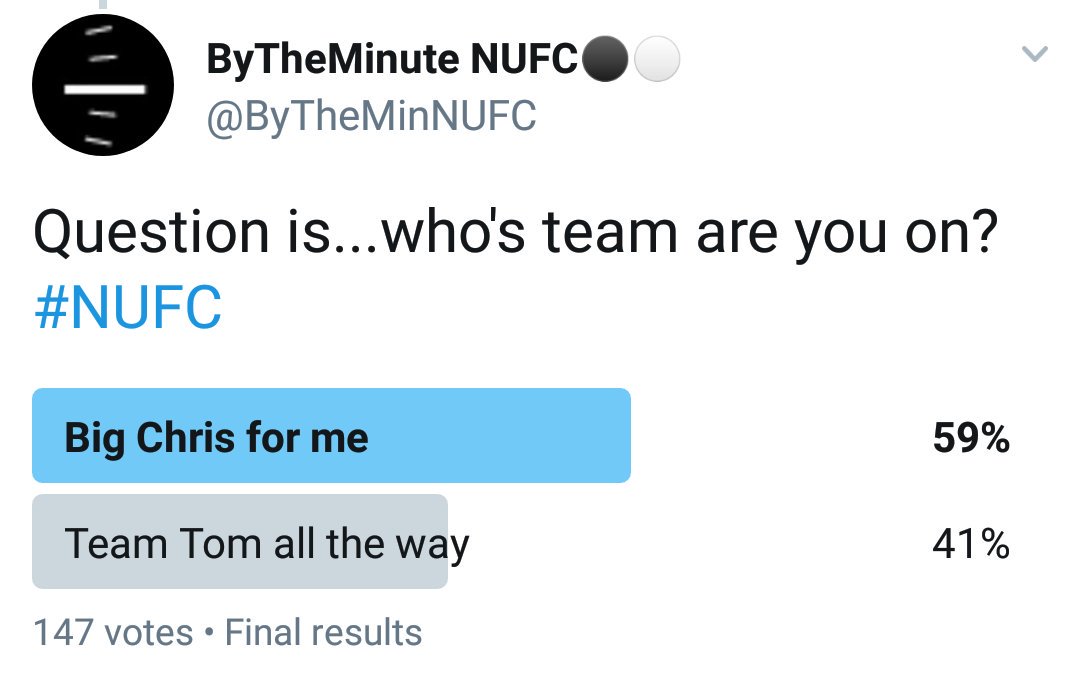 ByTheMinute NUFC⚫⚪
@ByTheMinNUFC
Question is...who's team are you on?
#NUFC
Big Chris for me 59%
Team Tom all the way 41%
147 votes • Final results